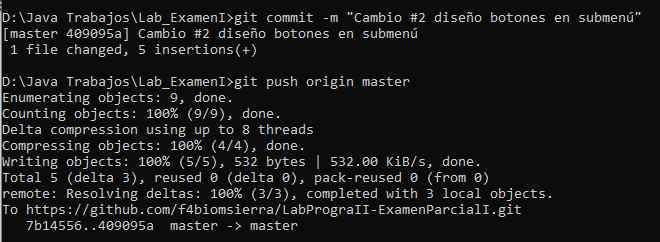 D:\Java Trabajos\Lab_ExamenI>git commit -m "Cambio #2 diseño botones en submenú"
[master 409095a] Cambio #2 diseño botones en submenú
 1 file changed, 5 insertions(+)
D:\Java Trabajos\Lab_ExamenI>git push origin master
Enumerating objects: 9, done.
Counting objects: 100% (9/9), done.
Delta compression using up to 8 threads
Compressing objects: 100% (4/4), done.
Writing objects: 100% (5/5), 532 bytes | 532.00 KiB/s, done.
Total 5 (delta 3), reused 0 (delta 0), pack-reused 0 (from 0)
remote: Resolving deltas: 100% (3/3), completed with 3 local objects.
To https://github.com/f4biomsierra/LabPrograII-ExamenParcialI.git
   7b14556..409095a  master -> master